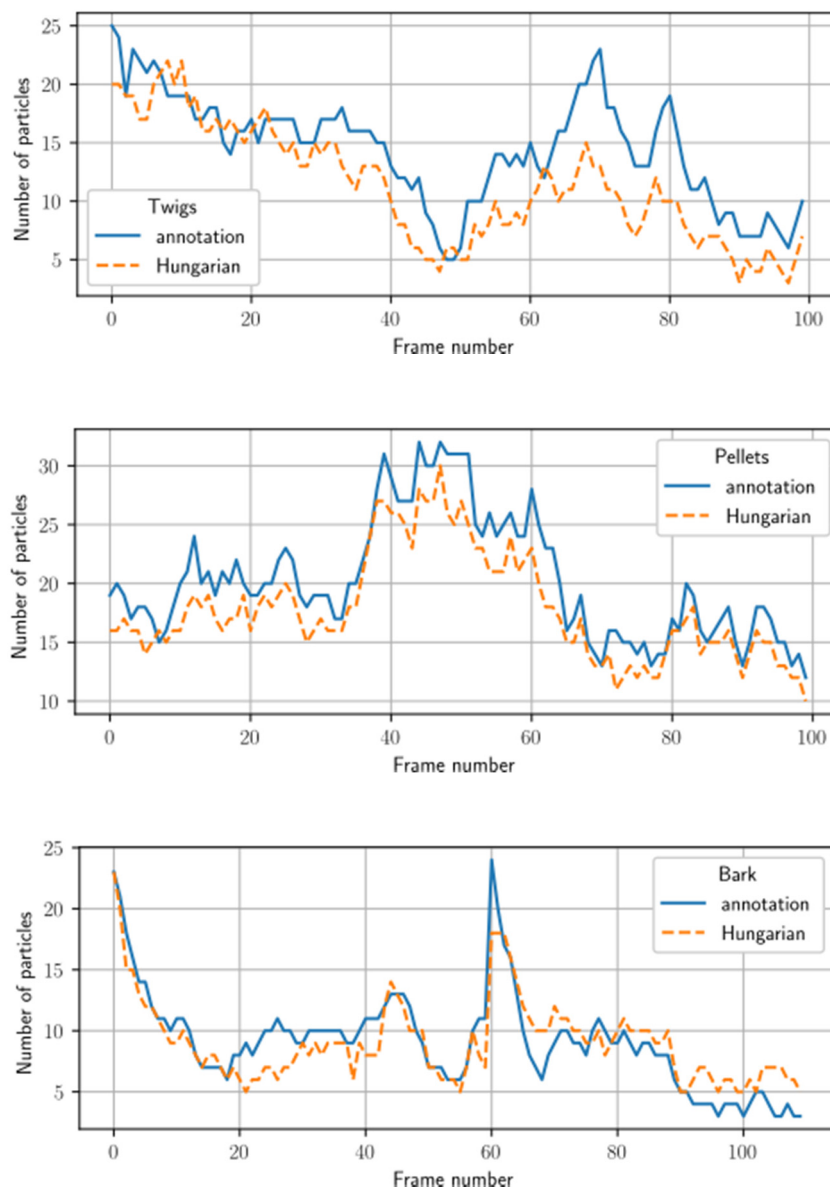 25
20
15
10
5
Number of particles
Twigs
annotation
Hungarian
0 20 40 60 80 100
Frame number
30
25
20
15
10
Number of particles
Pellets
annotation
Hungarian
0 20 40 60 80 100
Frame number
25
20
15
10
5
Number of particles
Bark
annotation
Hungarian
0 20 40 60 80 100
Frame number